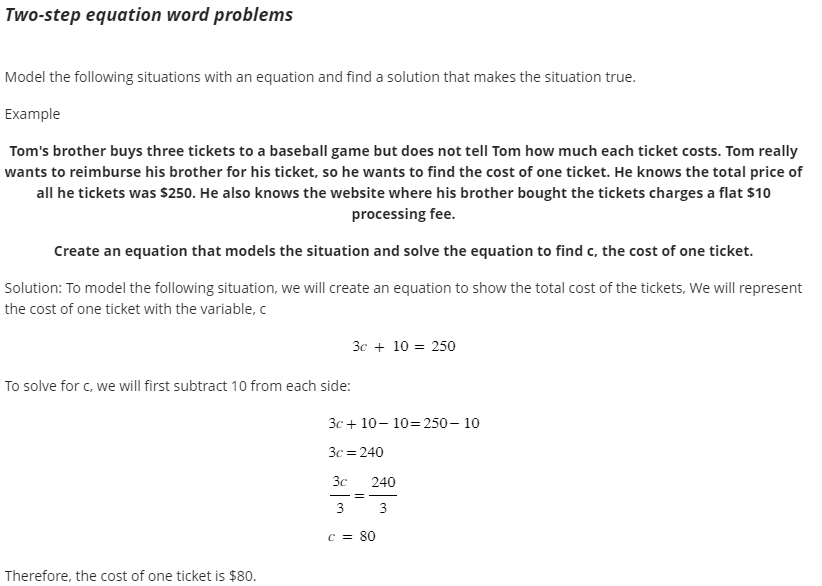 Two-step equation word problems
Model the following situations with an equation and find a solution that makes the situation true.
Example
Tom's brother buys three tickets to a baseball game but does not tell Tom how much each ticket costs. Tom really
wants to reimburse his brother for his ticket, so he wants to find the cost of one ticket. He knows the total price of
all he tickets was $250. He also knows the website where his brother bought the tickets charges a flat $10
processing fee.
Create an equation that models the situation and solve the equation to find c, the cost of one ticket.
Solution: To model the following situation, we will create an equation to show the total cost of the tickets, We will represent
the cost of one ticket with the variable, c
3c + 10 = 250
To solve for c, we will first subtract 10 from each side:
3c + 10 − 10 = 250 − 10
3c = 240
3c/3 = 240/3
c = 80
Therefore, the cost of one ticket is $80.